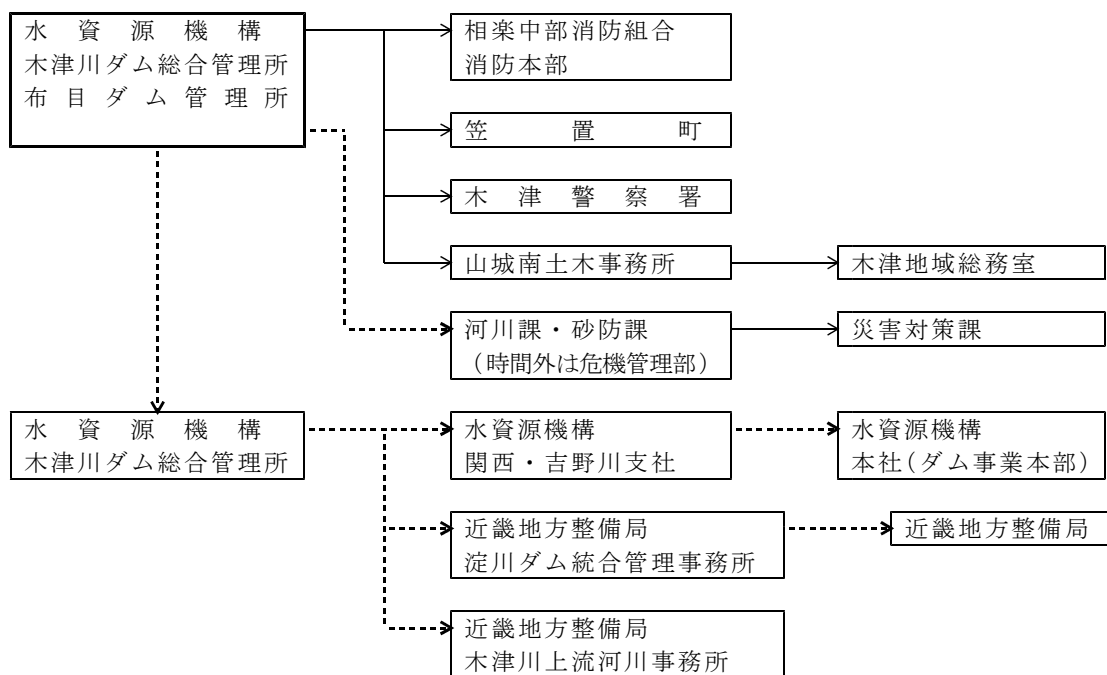 水資源機構
木津川ダム総合管理所
布目ダム管理所
相楽中部消防組合
消防本部
笠置町
木津警察署
山城南土木事務所
木津地域総務室
河川課・砂防課
（時間外は危機管理部）
災害対策課
水資源機構
木津川ダム総合管理所
水資源機構
関西・吉野川支社
水資源機構
本社（ダム事業本部）
近畿地方整備局
淀川ダム統合管理事務所
近畿地方整備局
近畿地方整備局
木津川上流河川事務所